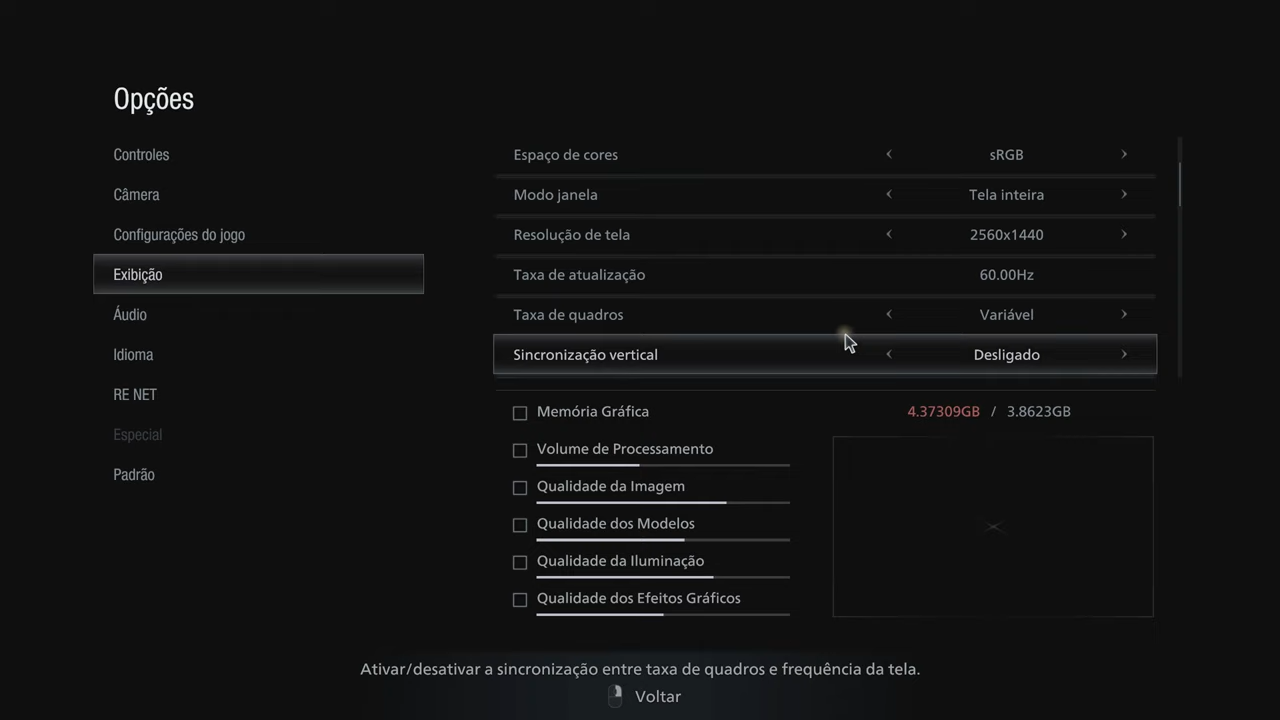 Opções
Controles
Câmera
Configurações do jogo
Exibição
Áudio
Idioma
RE NET
Especial
Padrão
Espaço de cores < sRGB >
Modo janela < Tela inteira >
Resolução de tela < 2560x1440 >
Taxa de atualização 60.00Hz
Taxa de quadros < Variável >
Sincronização vertical < Desligado >
Memória Gráfica 4.37309GB / 3.8623GB
Volume de Processamento
Qualidade da Imagem
Qualidade dos Modelos
Qualidade da Iluminação
Qualidade dos Efeitos Gráficos
Ativar/desativar a sincronização entre taxa de quadros e frequência da tela.
Voltar